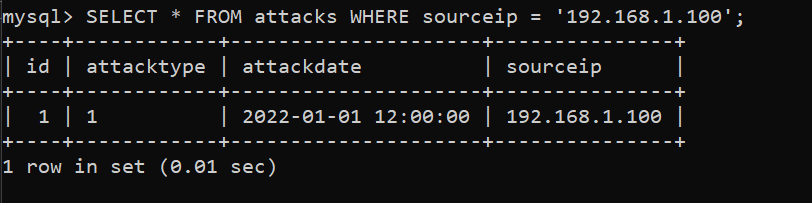 mysql> SELECT * FROM attacks WHERE sourceip = '192.168.1.100';
+----+------------+---------------------+---------------+
| id | attacktype | attackdate          | sourceip      |
+----+------------+---------------------+---------------+
|  1 | 1          | 2022-01-01 12:00:00 | 192.168.1.100 |
+----+------------+---------------------+---------------+
1 row in set (0.01 sec)